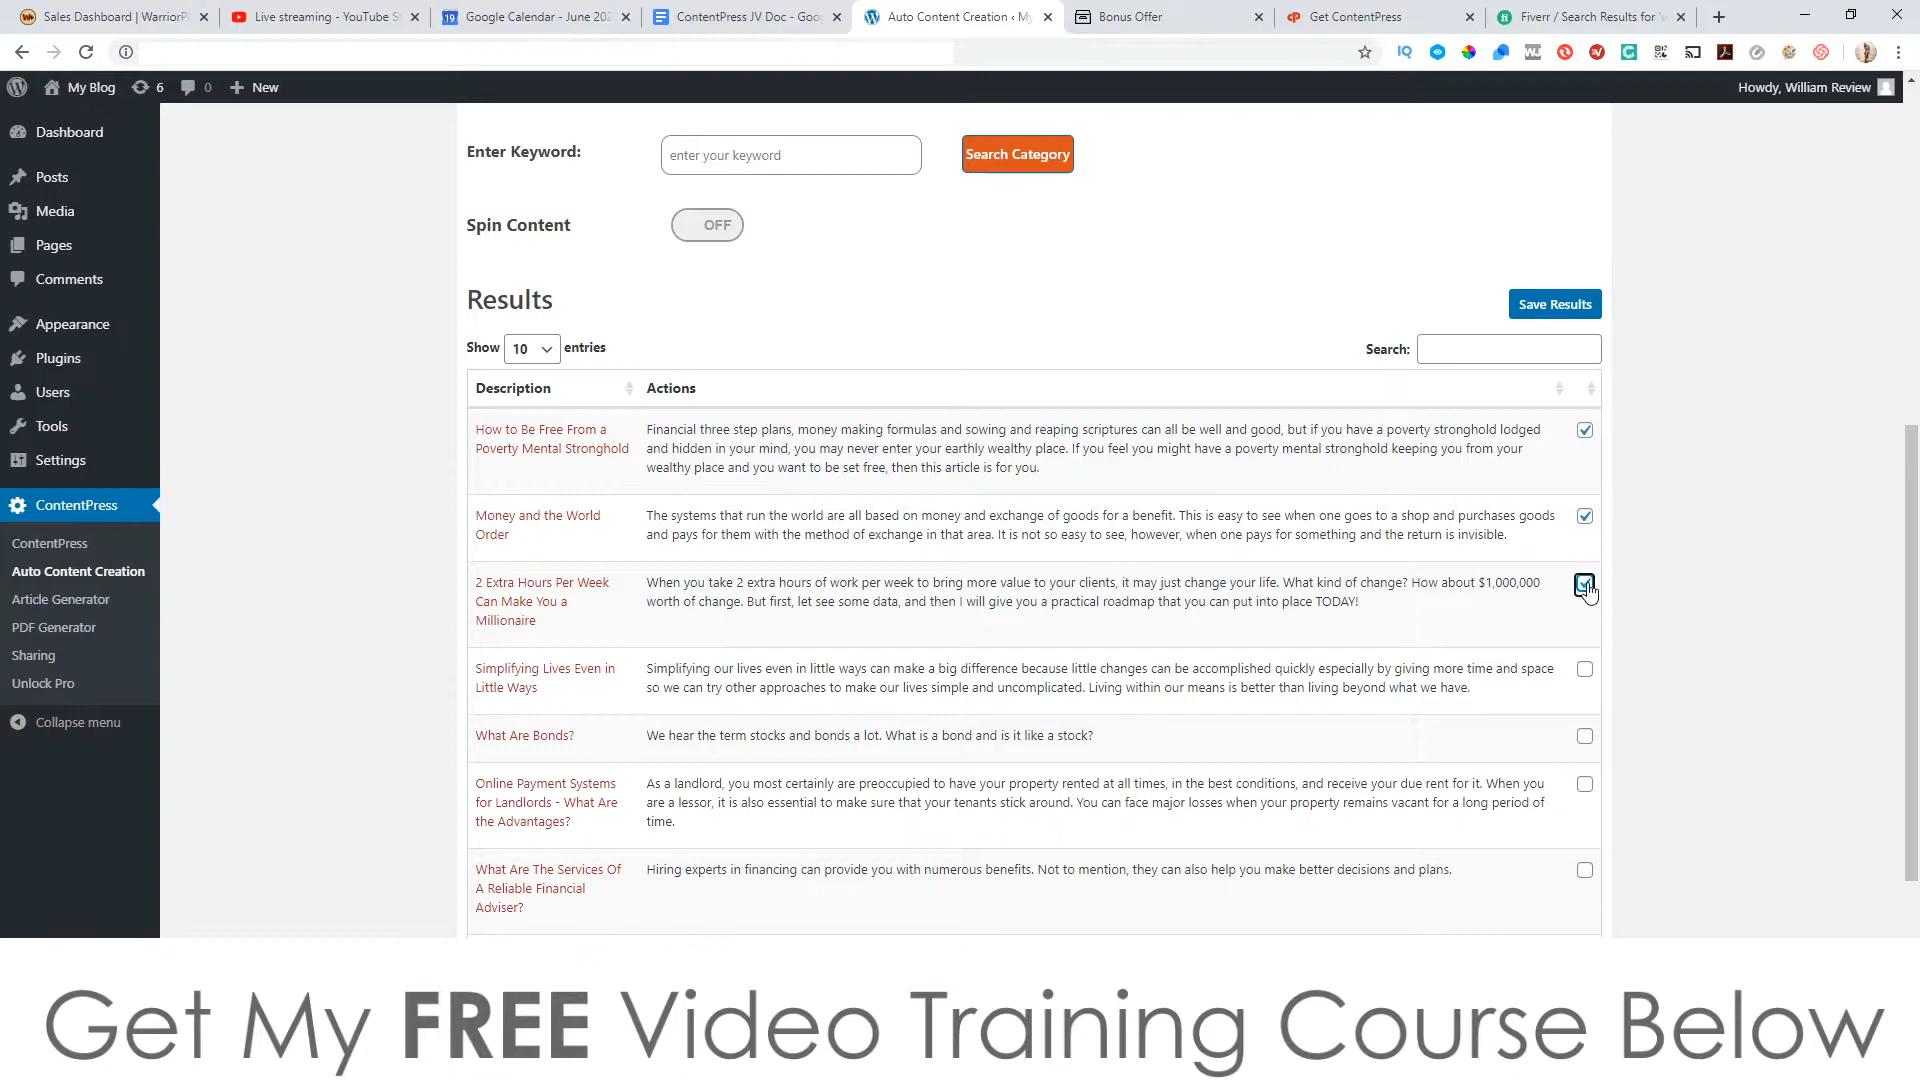 Sales Dashboard | WarriorP
Live streaming - YouTube S
Google Calendar - June 202
ContentPress JV Doc - Goo
Auto Content Creation ‹ My
Bonus Offer
Get ContentPress
Fiverr / Search Results for 'w
My Blog
6
0
New
Howdy, William Review
Dashboard
Posts
Media
Pages
Comments
Appearance
Plugins
Users
Tools
Settings
ContentPress
ContentPress
Auto Content Creation
Article Generator
PDF Generator
Sharing
Unlock Pro
Collapse menu
Enter Keyword:
enter your keyword
Search Category
Spin Content
OFF
Results
Save Results
Show 10 entries
Search:
Description
Actions
How to Be Free From a
Poverty Mental Stronghold
Financial three step plans, money making formulas and sowing and reaping scriptures can all be well and good, but if you have a poverty stronghold lodged
and hidden in your mind, you may never enter your earthly wealthy place. If you feel you might have a poverty mental stronghold keeping you from your
wealthy place and you want to be set free, then this article is for you.
Money and the World
Order
The systems that run the world are all based on money and exchange of goods for a benefit. This is easy to see when one goes to a shop and purchases goods
and pays for them with the method of exchange in that area. It is not so easy to see, however, when one pays for something and the return is invisible.
2 Extra Hours Per Week
Can Make You a
Millionaire
When you take 2 extra hours of work per week to bring more value to your clients, it may just change your life. What kind of change? How about $1,000,000
worth of change. But first, let see some data, and then I will give you a practical roadmap that you can put into place TODAY!
Simplifying Lives Even in
Little Ways
Simplifying our lives even in little ways can make a big difference because little changes can be accomplished quickly especially by giving more time and space
so we can try other approaches to make our lives simple and uncomplicated. Living within our means is better than living beyond what we have.
What Are Bonds?
We hear the term stocks and bonds a lot. What is a bond and is it like a stock?
Online Payment Systems
for Landlords - What Are
the Advantages?
As a landlord, you most certainly are preoccupied to have your property rented at all times, in the best conditions, and receive your due rent for it. When you
are a lessor, it is also essential to make sure that your tenants stick around. You can face major losses when your property remains vacant for a long period of
time.
What Are The Services Of
A Reliable Financial
Adviser?
Hiring experts in financing can provide you with numerous benefits. Not to mention, they can also help you make better decisions and plans.
Get My FREE Video Training Course Below